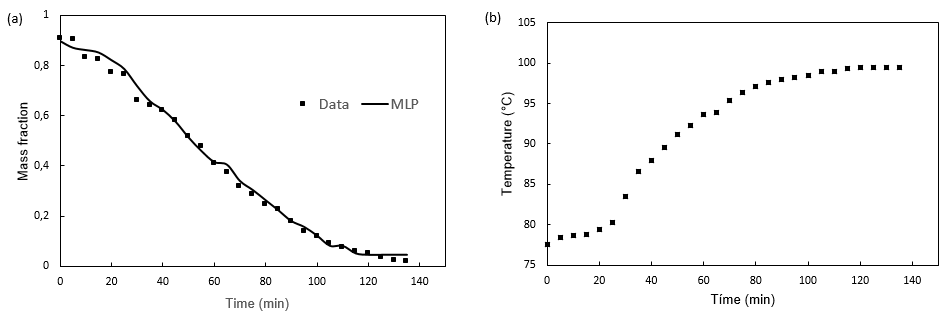 (a)
1
0,8
0,6
0,4
0,2
0
0 20 40 60 80 100 120 140
Mass fraction
Time (min)
Data MLP
(b)
105
100
95
90
85
80
75
0 20 40 60 80 100 120 140
Temperature (°C)
Time (min)